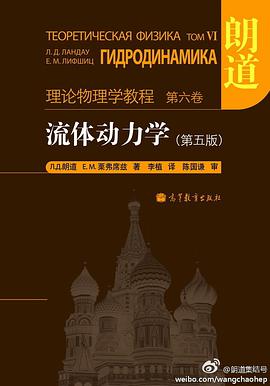 ТЕОРЕТИЧЕСКАЯ ФИЗИКА ТОМ VI
Л. Д. ЛАНДАУ
Е. М. ЛИФШИЦ
ГИДРОДИНАМИКА
朗道
理论物理学教程 第六卷
流体动力学(第五版)
Л.Д.朗道 Е.М.栗弗席兹 著 李植 译 陈国谦 审
高等教育出版社
@朗道集结号
weibo.com/wangchaohep